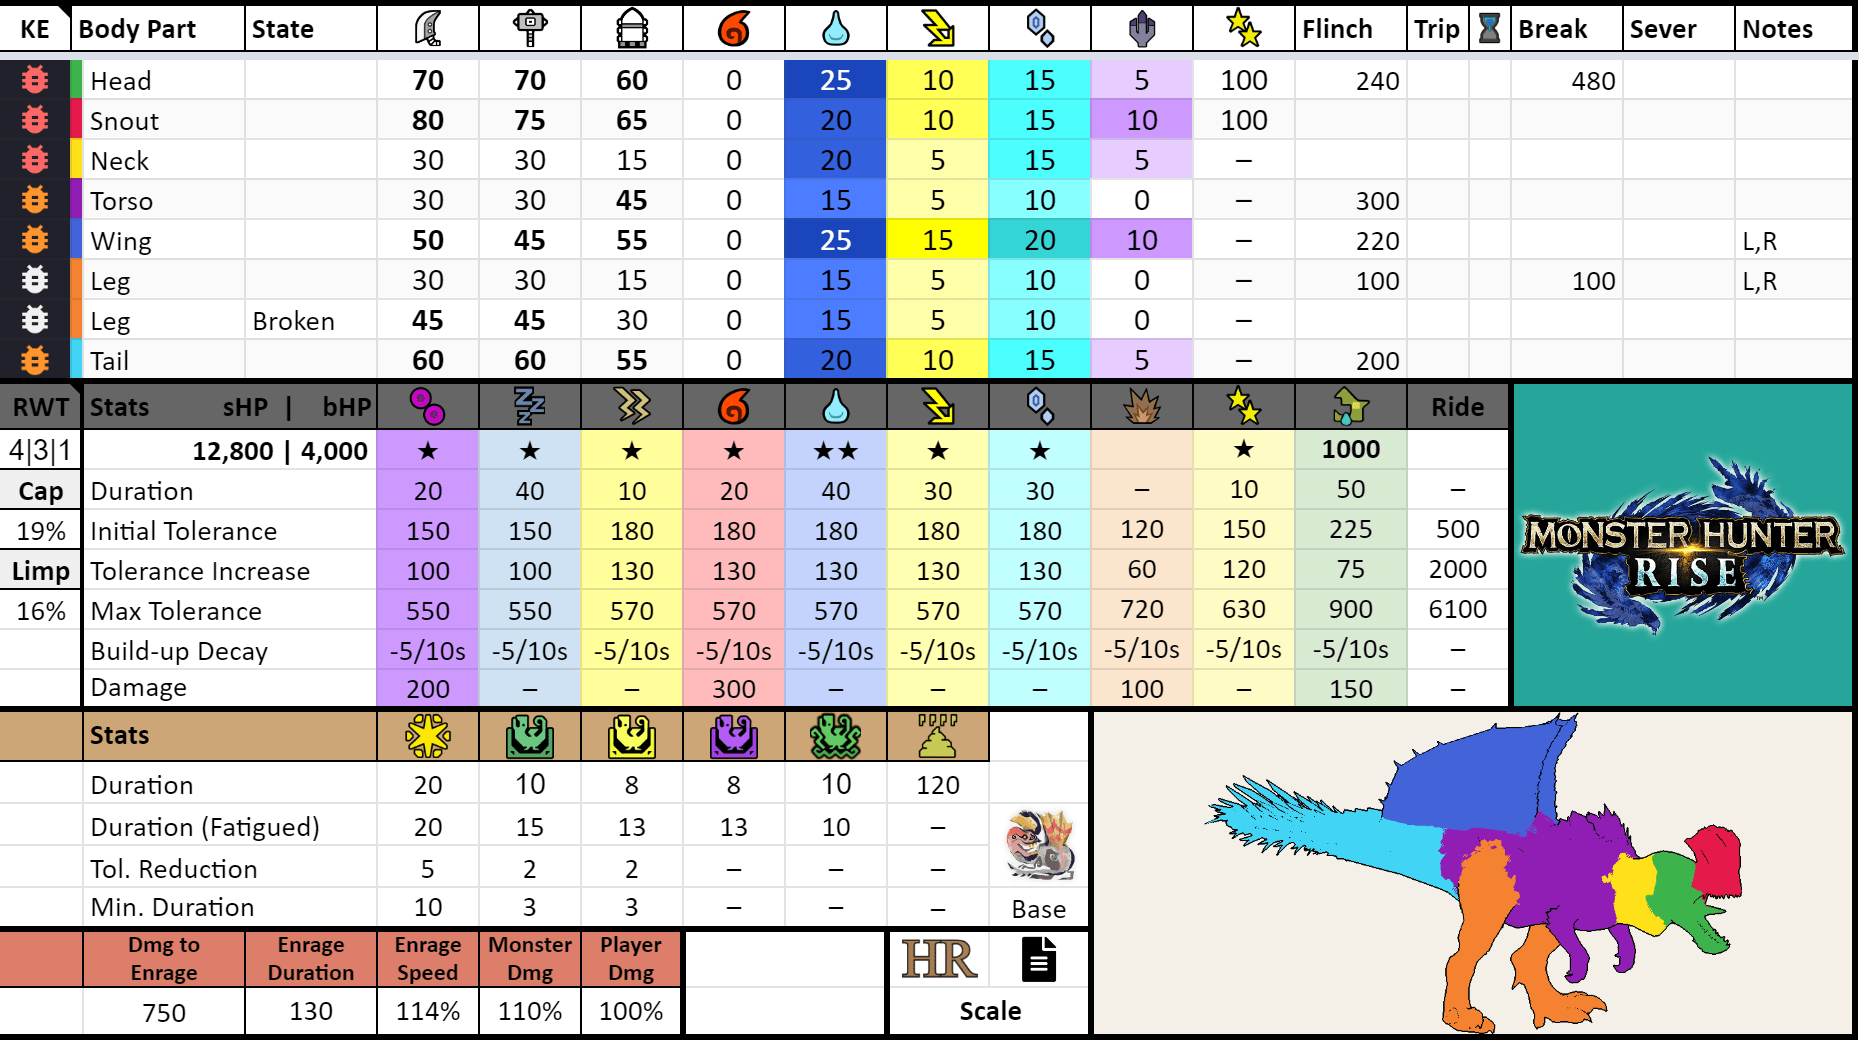 KE Body Part State Flinch Trip Break Sever Notes
Head 70 70 60 0 25 10 15 5 100 240 480
Snout 80 75 65 0 20 10 15 10 100
Neck 30 30 15 0 20 5 15 5 –
Torso 30 30 45 0 15 5 10 0 – 300
Wing 50 45 55 0 25 15 20 10 – 220 L,R
Leg 30 30 15 0 15 5 10 0 – 100 100 L,R
Leg Broken 45 45 30 0 15 5 10 0 –
Tail 60 60 55 0 20 10 15 5 – 200
RWT Stats sHP | bHP Ride
4|3|1 12,800 | 4,000 ★ ★ ★ ★ ★★ ★ ★ ★ 1000
Cap Duration 20 40 10 20 40 30 30 – 10 50 –
19% Initial Tolerance 150 150 180 180 180 180 180 120 150 225 500
Limp Tolerance Increase 100 100 130 130 130 130 130 60 120 75 2000
16% Max Tolerance 550 550 570 570 570 570 570 720 630 900 6100
Build-up Decay -5/10s -5/10s -5/10s -5/10s -5/10s -5/10s -5/10s -5/10s -5/10s -5/10s –
Damage 200 – – 300 – – – 100 – 150 –
MONSTER HUNTER
RISE
Stats
Duration 20 10 8 8 10 120
Duration (Fatigued) 20 15 13 13 10 –
Tol. Reduction 5 2 2 – – –
Min. Duration 10 3 3 – – – Base
Dmg to Enrage Enrage Monster Player HR
Enrage Duration Speed Dmg Dmg
750 130 114% 110% 100% Scale